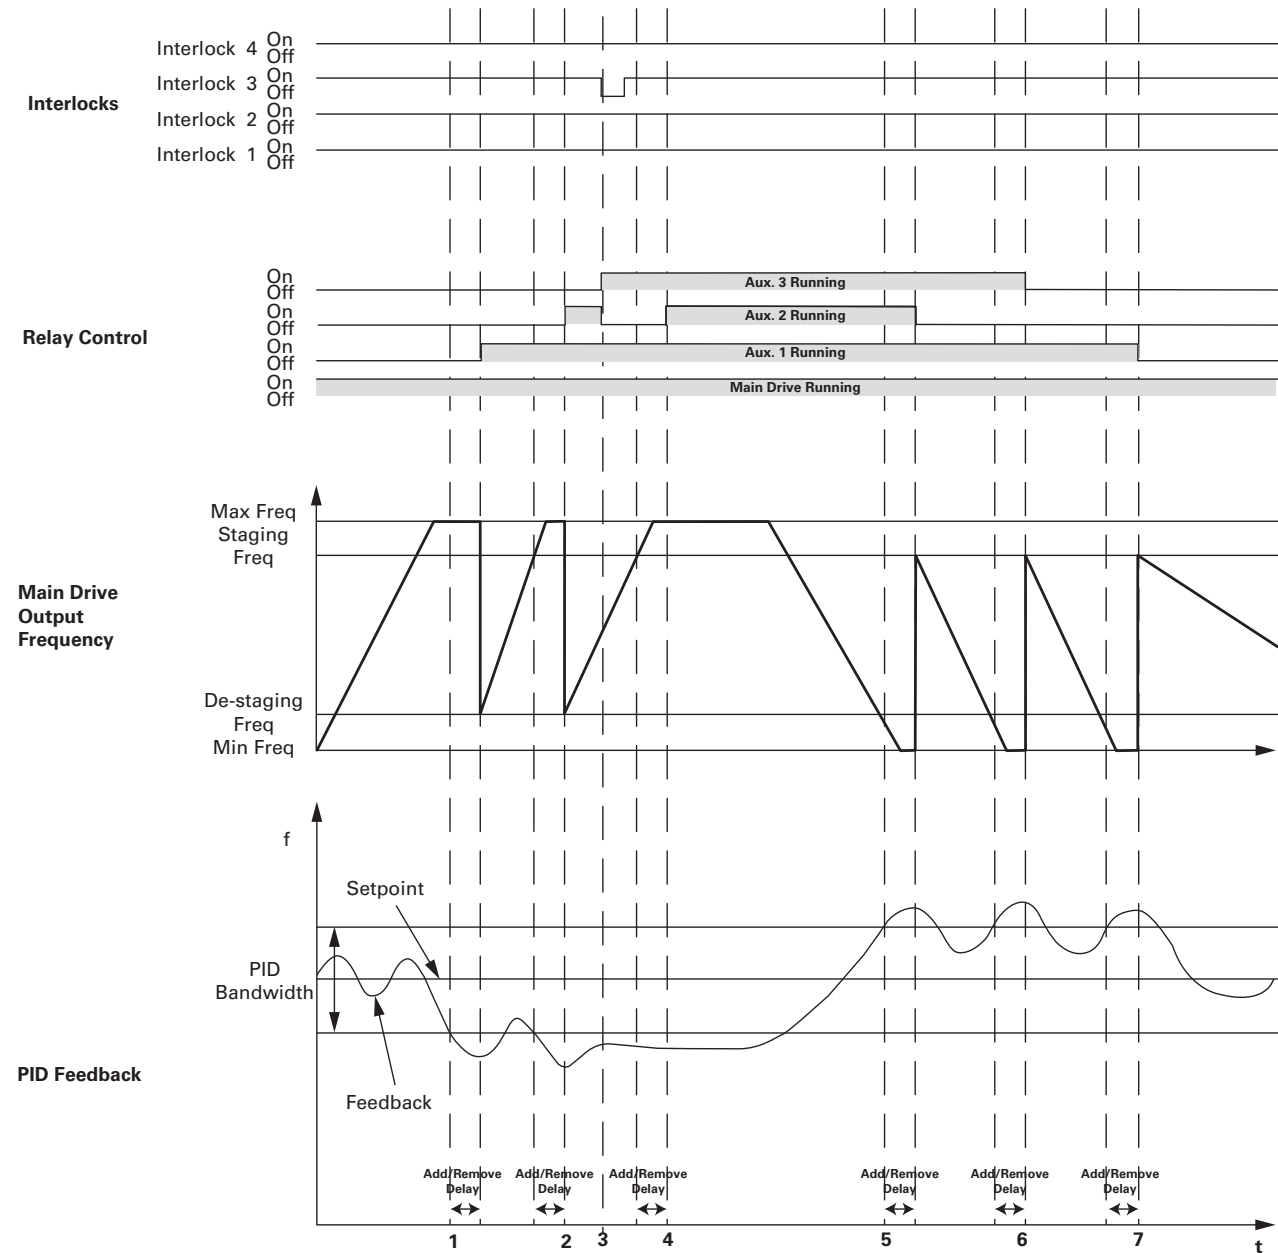 Interlocks
Interlock 4 On
Off
Interlock 3 On
Off
Interlock 2 On
Off
Interlock 1 On
Off
Relay Control
On
Off
Aux. 3 Running
On
Off
Aux. 2 Running
On
Off
Aux. 1 Running
On
Off
Main Drive Running
Main Drive
Output
Frequency
Max Freq
Staging
Freq
De-staging
Freq
Min Freq
f
Setpoint
PID
Bandwidth
PID Feedback
Feedback
Add/Remove
Delay
Add/Remove
Delay
Add/Remove
Delay
Add/Remove
Delay
Add/Remove
Delay
Add/Remove
Delay
1 2 3 4 5 6 7 t